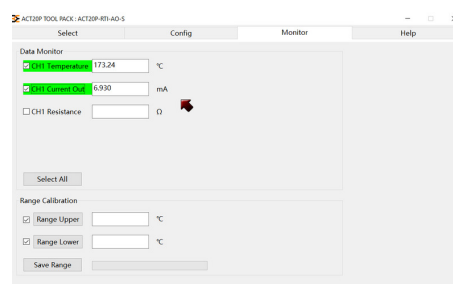 ACT20P TOOL PACK : ACT20P-RTI-AO-S
Select Config Monitor Help
Data Monitor
CH1 Temperature 173.24 °C
CH1 Current Out 6.930 mA
CH1 Resistance Ω
Select All
Range Calibration
Range Upper °C
Range Lower °C
Save Range